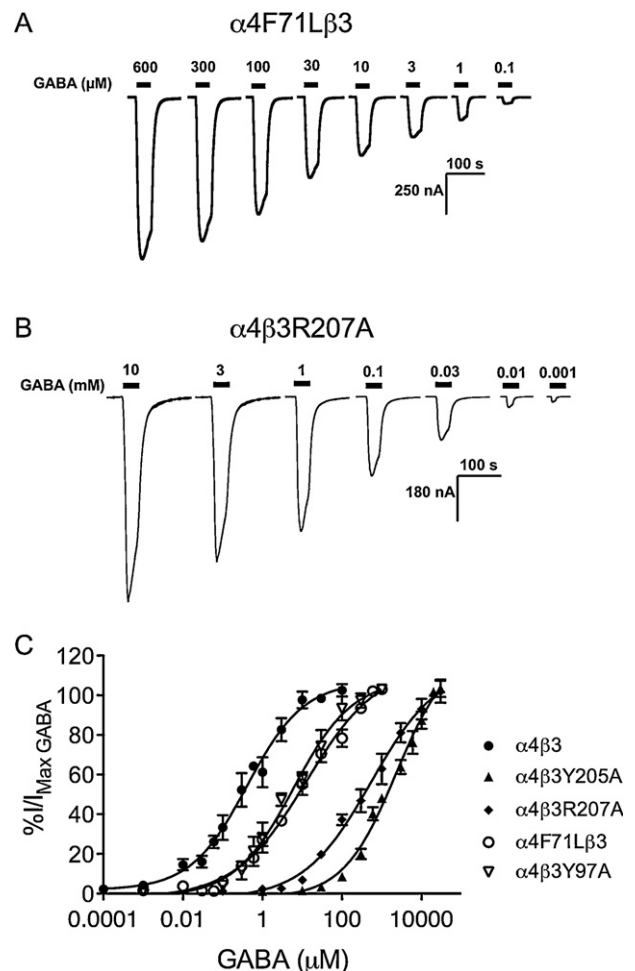 A
α4F71Lβ3
GABA (μM) 600 300 100 30 10 3 1 0.1
100 s
250 nA
B
α4β3R207A
GABA (mM) 10 3 1 0.1 0.03 0.01 0.001
100 s
180 nA
C
%I/IMax GABA
120
100
80
60
40
20
0
0.0001 0.01 1 100 10000
GABA (μM)
α4β3
α4β3Y205A
α4β3R207A
α4F71Lβ3
α4β3Y97A